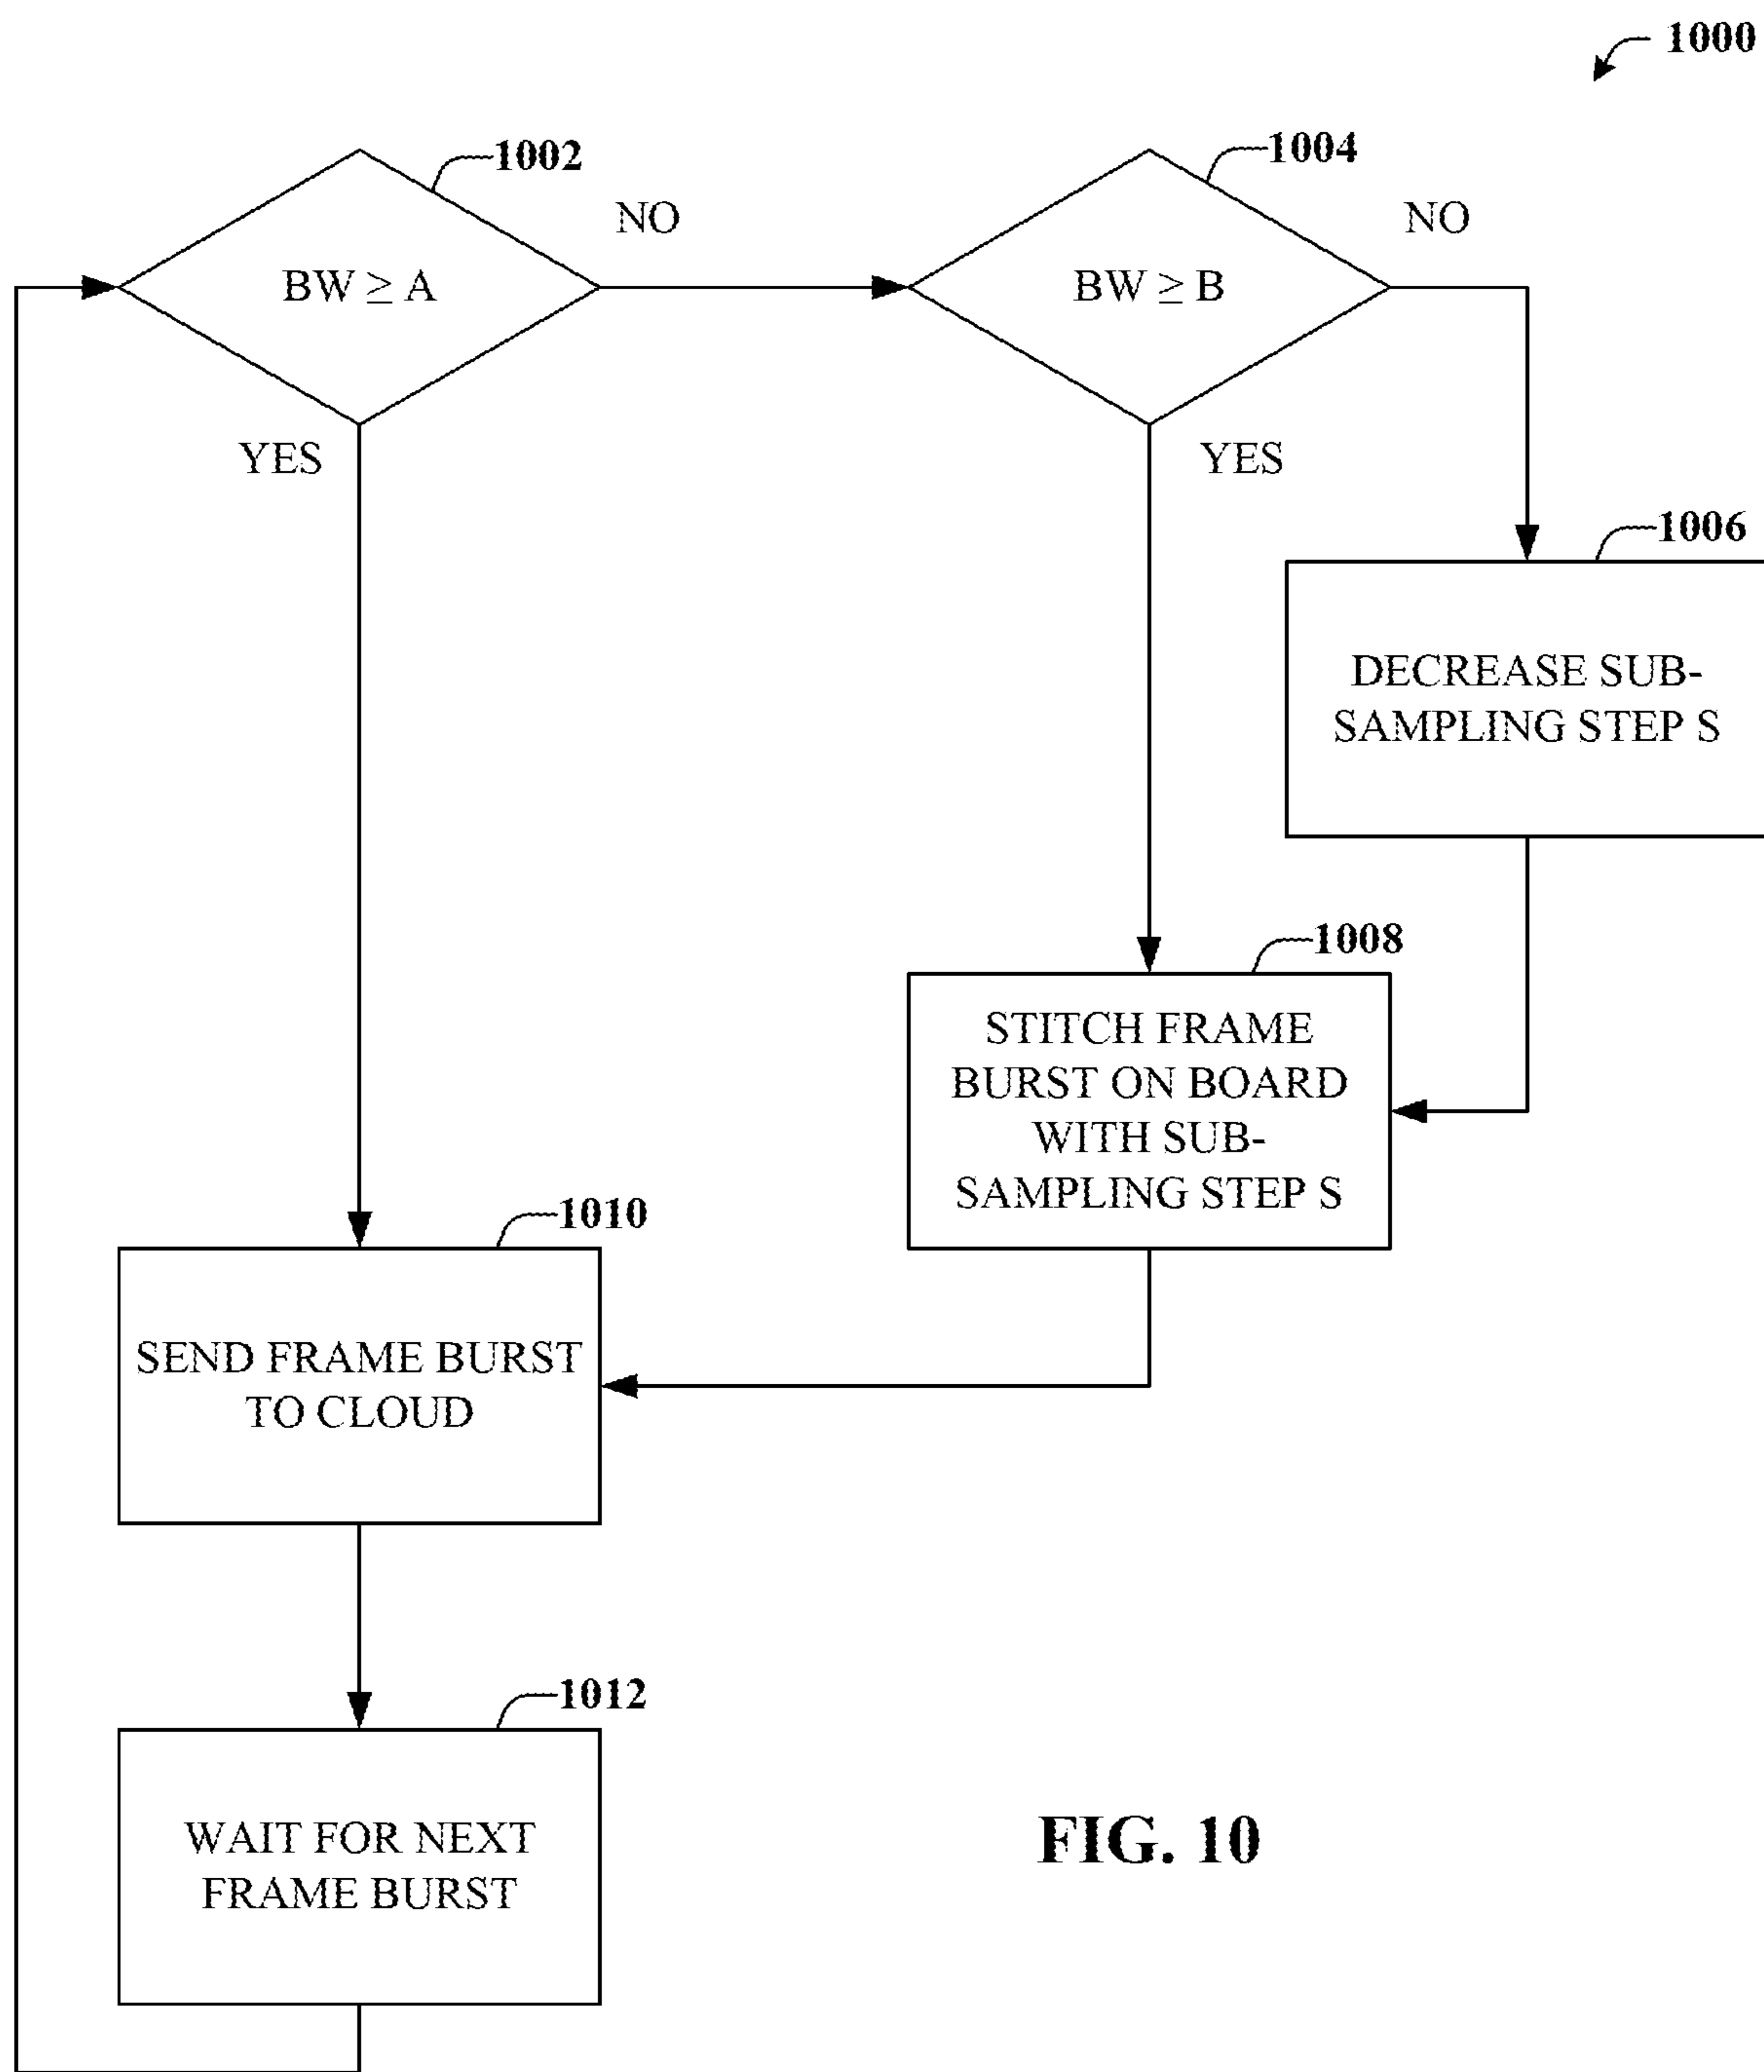 1000
1002
1004
NO
NO
BW ≥ A
BW ≥ B
YES
YES
1006
DECREASE SUB-
SAMPLING STEP S
1008
STITCH FRAME
BURST ON BOARD
WITH SUB-
SAMPLING STEP S
1010
SEND FRAME BURST
TO CLOUD
1012
WAIT FOR NEXT
FRAME BURST
FIG. 10